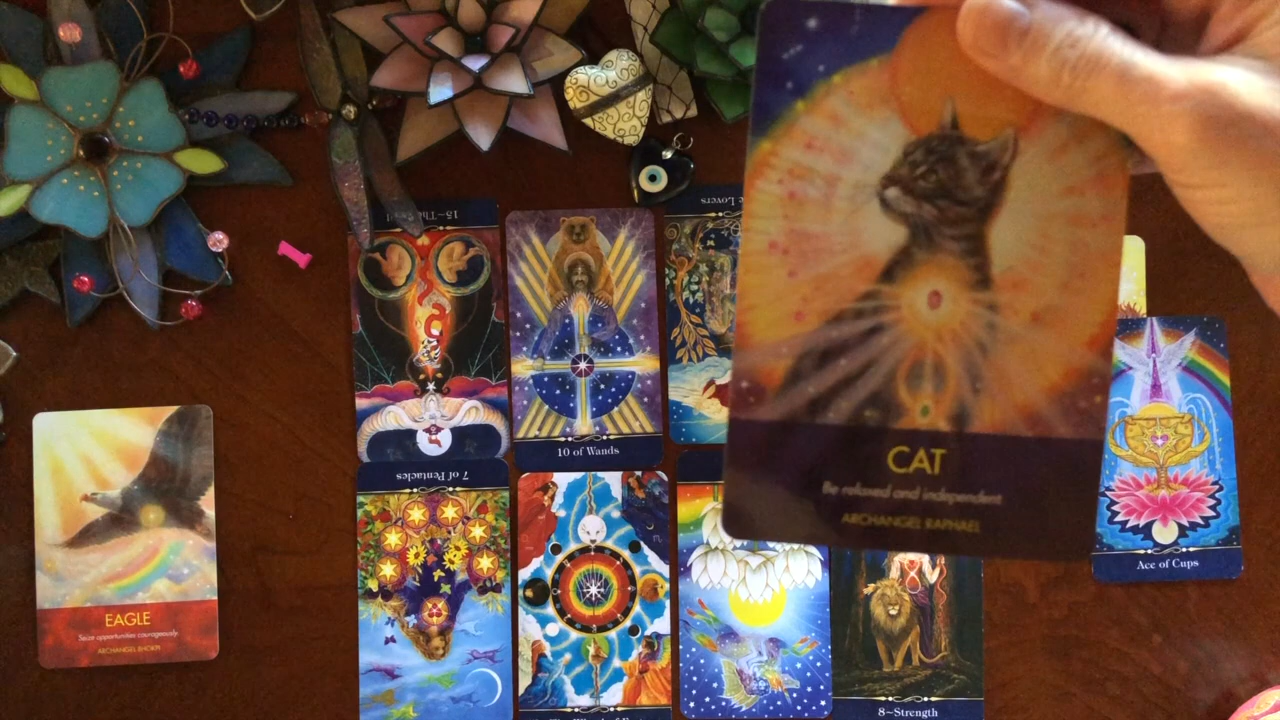 15~The
10 of Wands
e Lovers
7 of Pentacles
CAT
Be relaxed and independent
ARCHANGEL RAPHAEL
Ace of Cups
EAGLE
Seize opportunities courageously.
ARCHANGEL
8~Strength